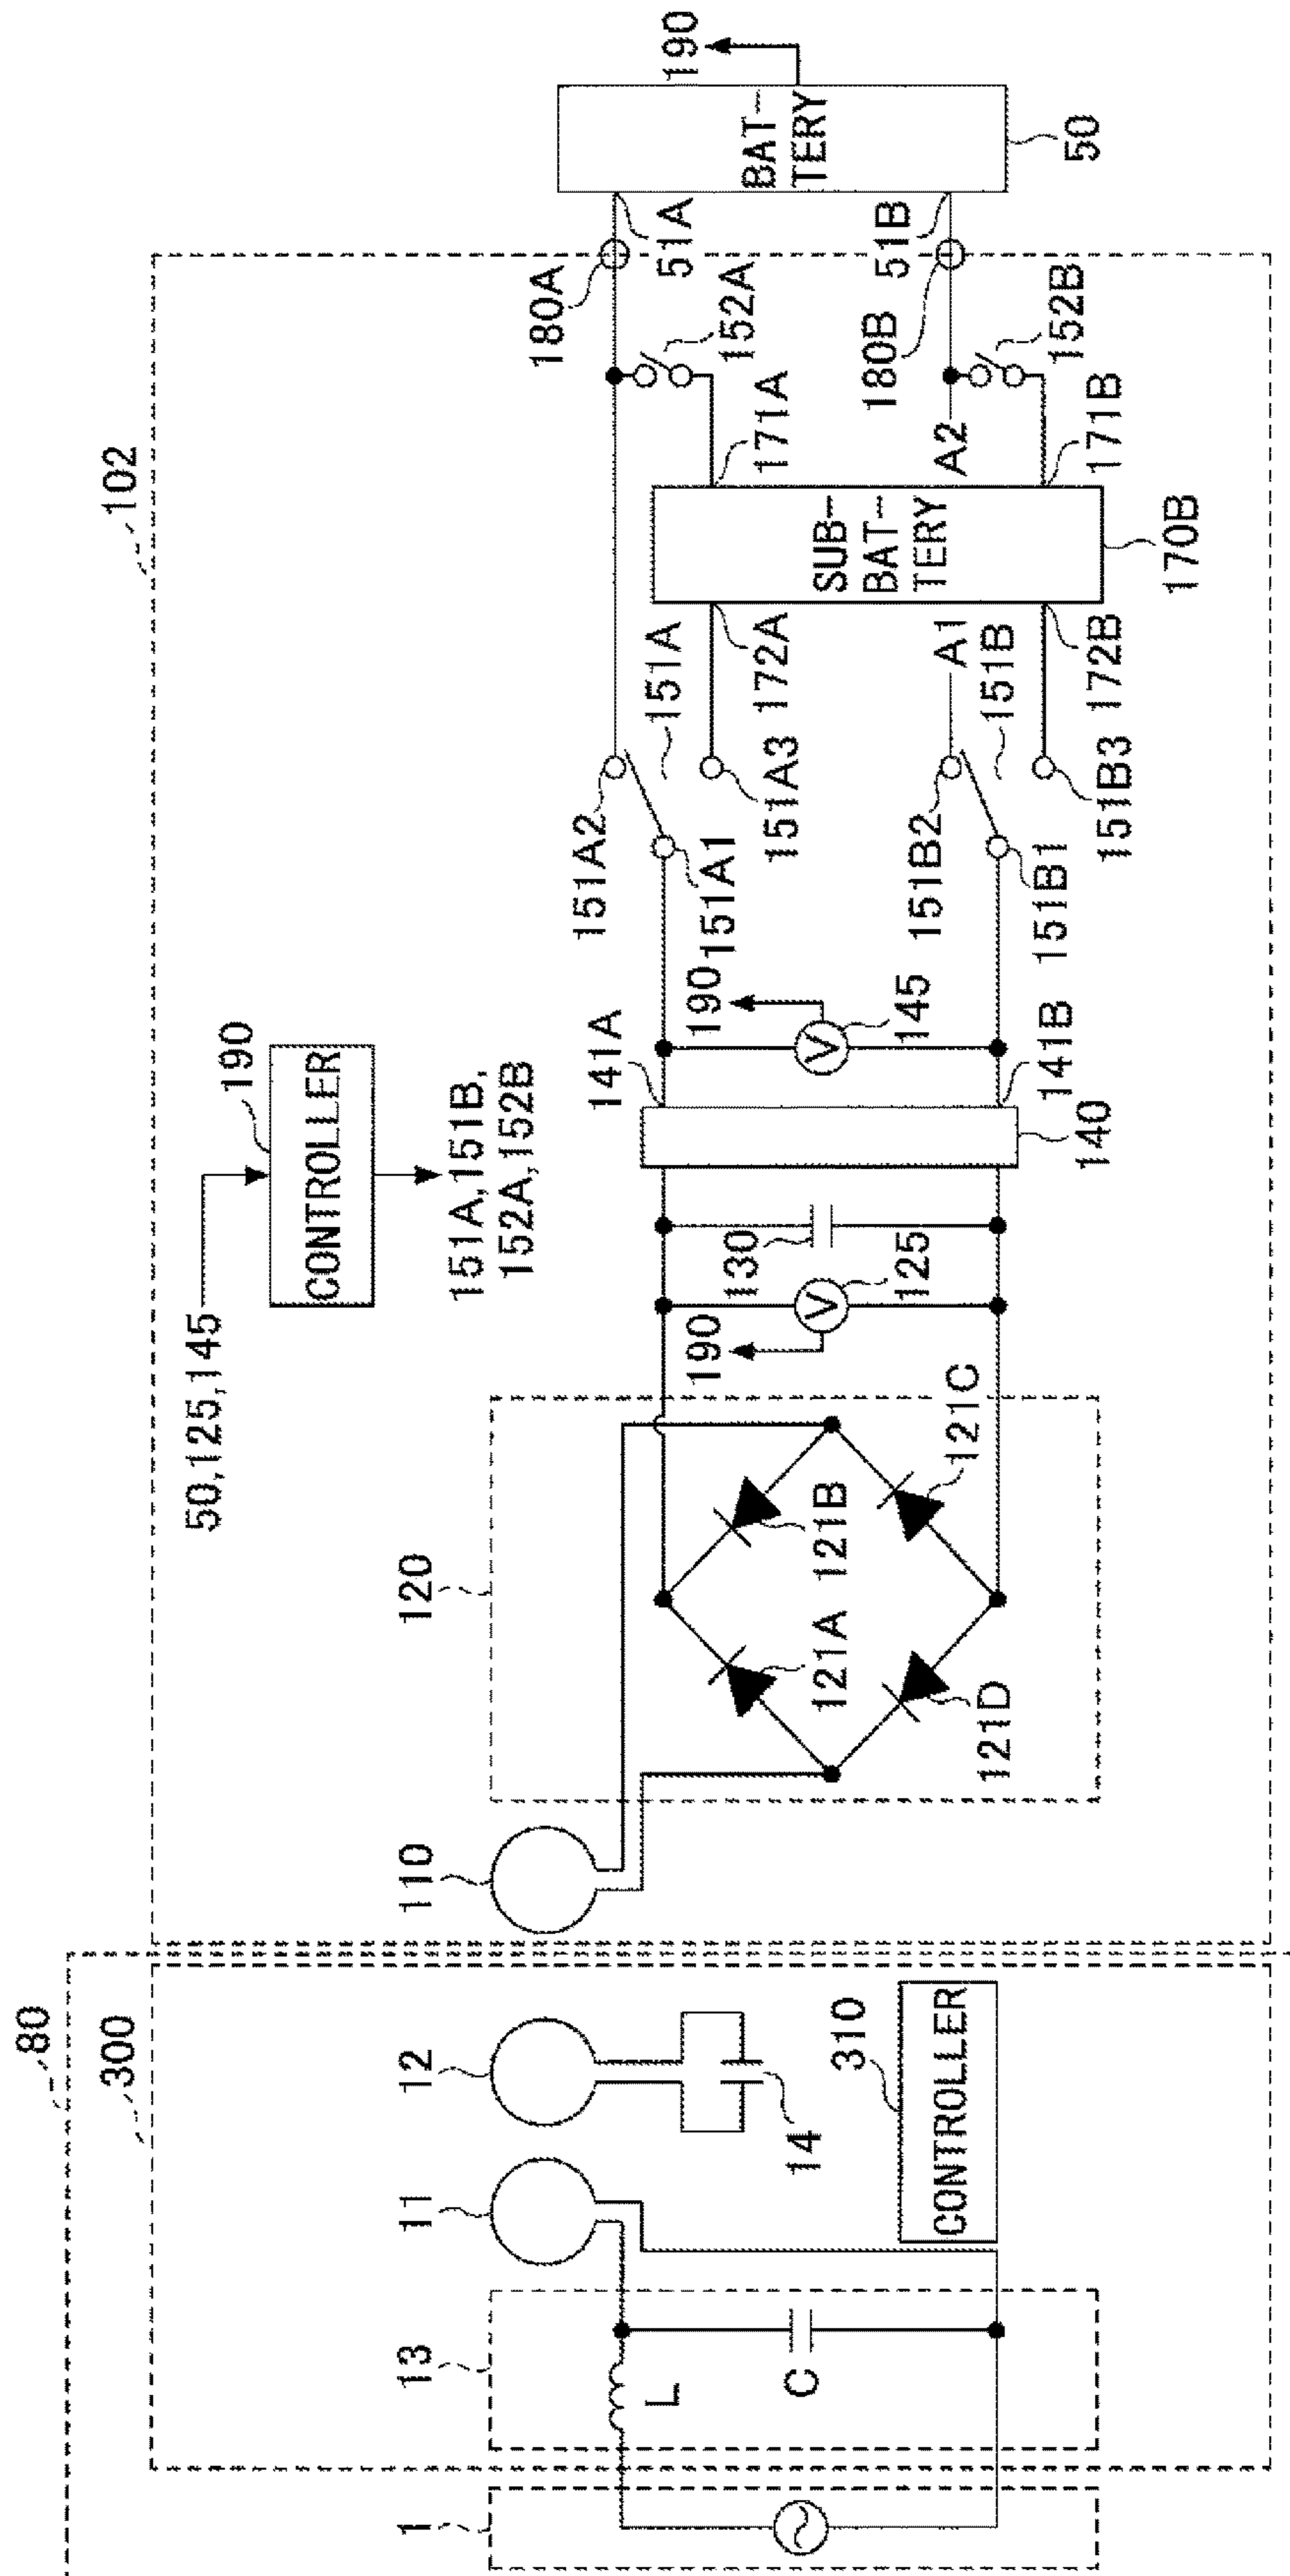 80
300
102
1
13
L
C
11
12
14
310
CONTROLLER
110
120
121A
121B
121C
121D
50,125,145
190
CONTROLLER
151A,151B,
152A,152B
190
125
130
140
141A
141B
190
145
151A2
151A1
151A
151A3
151B2
151B1
151B
151B3
A1
172A
172B
SUB-
BAT-
TERY
170B
171A
171B
A2
152A
152B
180A
180B
51A
51B
BAT-
TERY
50
190